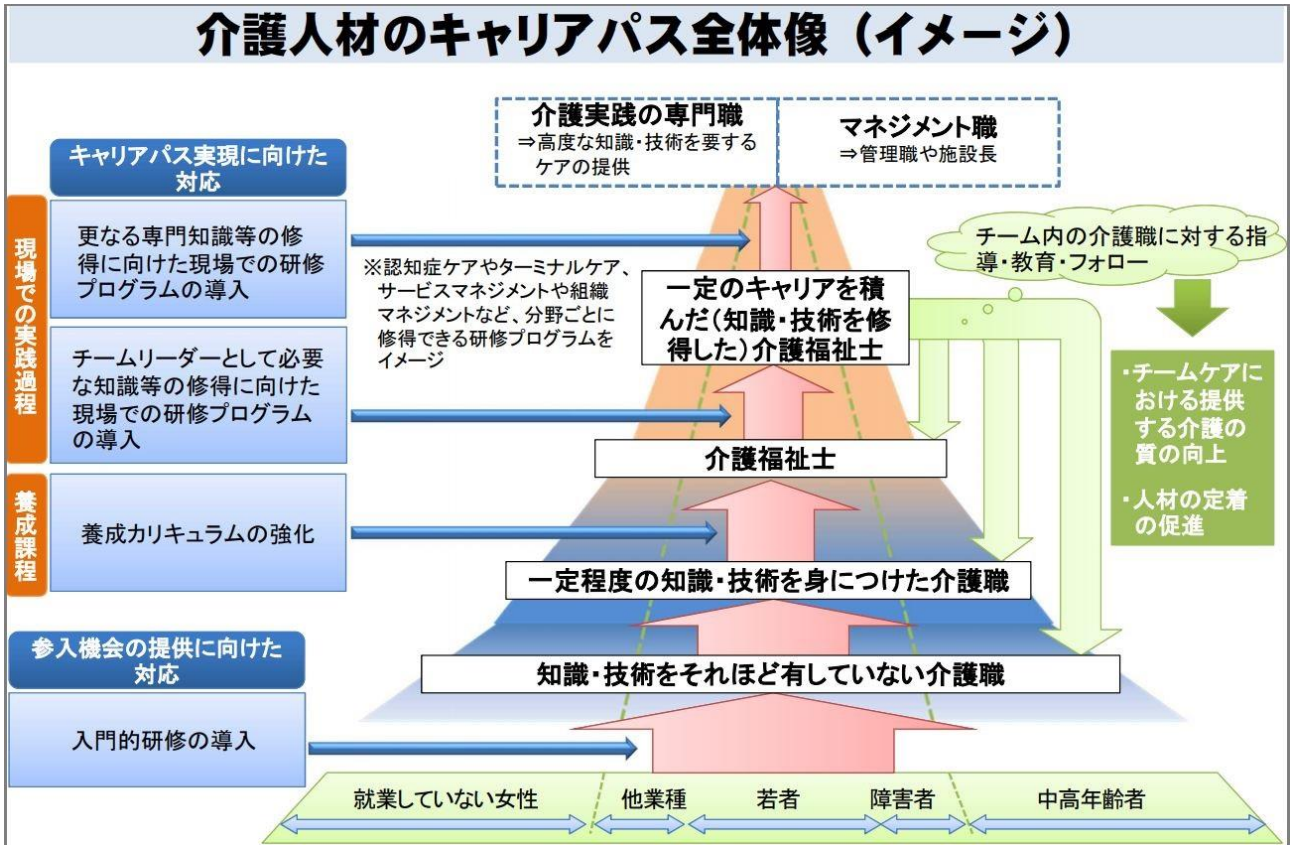 介護人材のキャリアパス全体像（イメージ）
介護実践の専門職
⇒高度な知識・技術を要する
ケアの提供
マネジメント職
⇒管理職や施設長
キャリアパス実現に向けた
対応
現場での実践過程
更なる専門知識等の修
得に向けた現場での研修
プログラムの導入
※認知症ケアやターミナルケア、
サービスマネジメントや組織
マネジメントなど、分野ごとに
修得できる研修プログラムを
イメージ
チームリーダーとして必要
な知識等の修得に向けた
現場での研修プログラム
の導入
養成課程
養成カリキュラムの強化
参入機会の提供に向けた
対応
入門的研修の導入
一定のキャリアを積
んだ（知識・技術を修
得した）介護福祉士
介護福祉士
一定程度の知識・技術を身につけた介護職
知識・技術をそれほど有していない介護職
チーム内の介護職に対する指
導・教育・フォロー
・チームケアに
おける提供
する介護の
質の向上
・人材の定着
の促進
就業していない女性
他業種
若者
障害者
中高年齢者